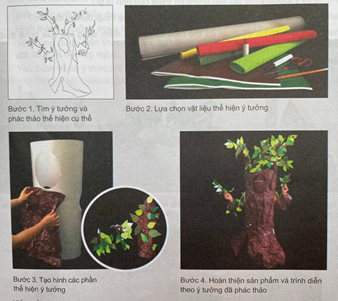 Bước 1. Tìm ý tưởng và
phác thảo thể hiện cụ thể
Bước 2. Lựa chọn vật liệu thể hiện ý tưởng
Bước 3. Tạo hình các phần
thể hiện ý tưởng
Bước 4. Hoàn thiện sản phẩm và trình diễn
theo ý tưởng đã phác thảo